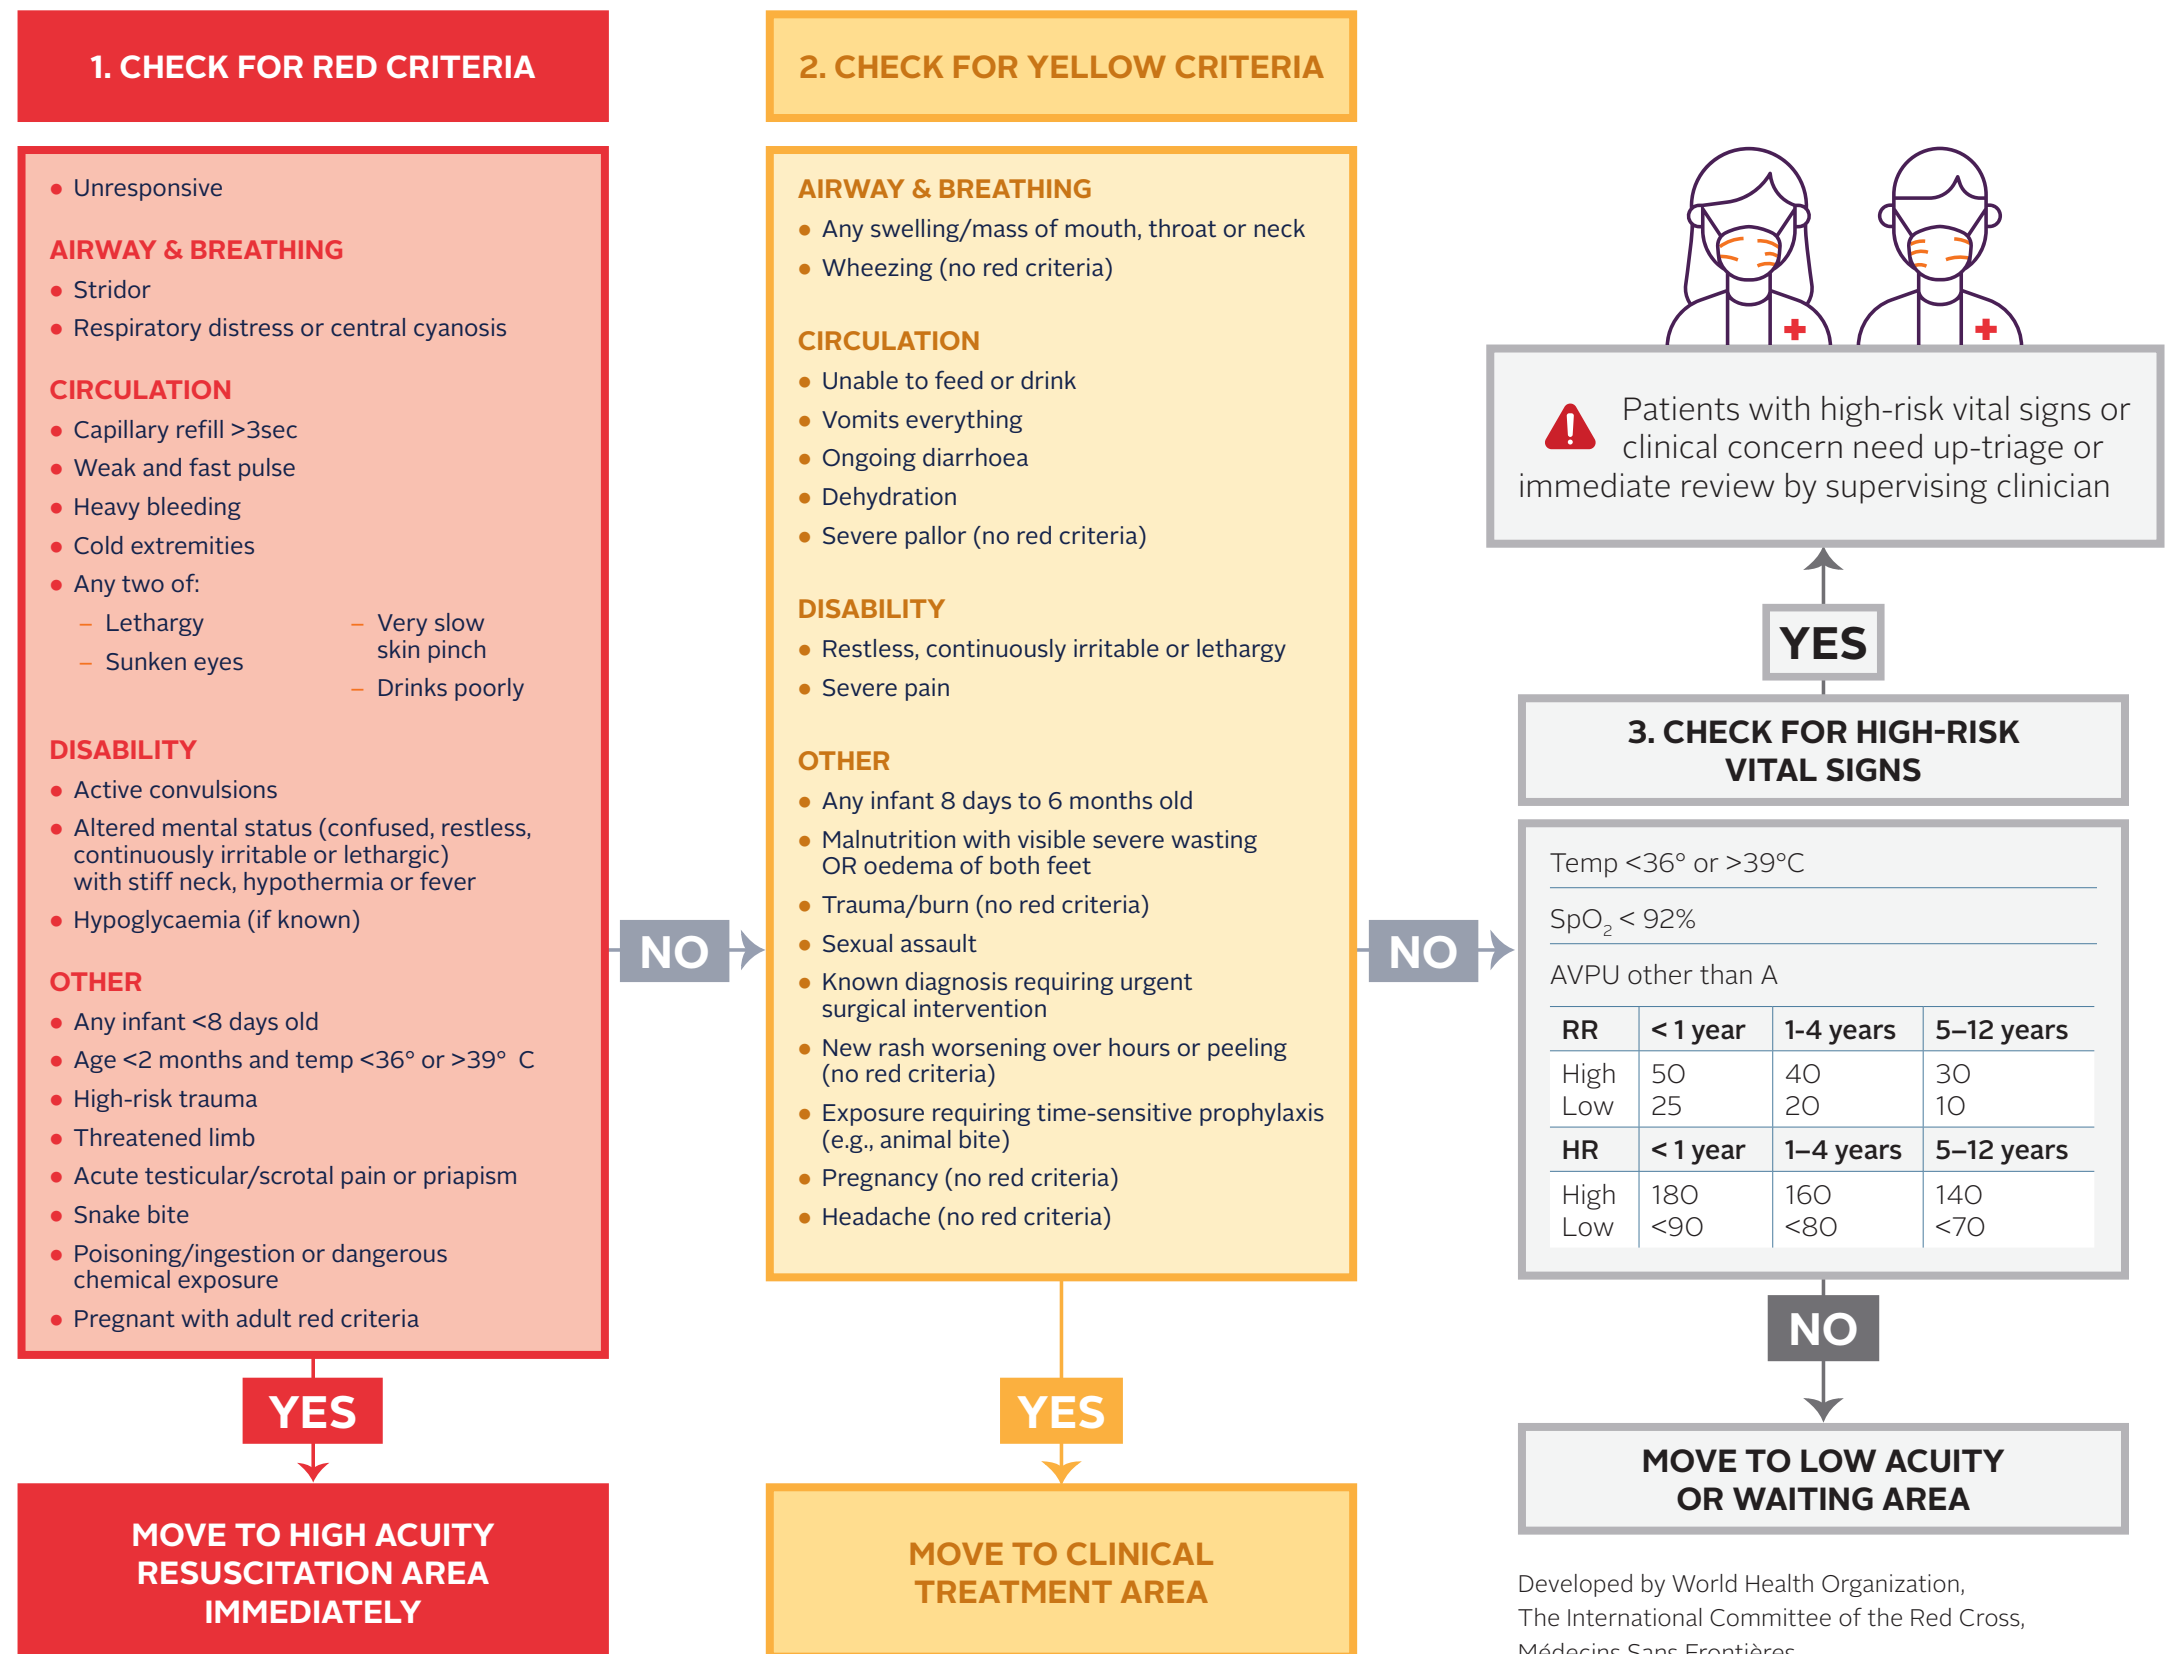 1. CHECK FOR RED CRITERIA
Unresponsive
AIRWAY & BREATHING
Stridor
Respiratory distress or central cyanosis
CIRCULATION
Capillary refill >3sec
Weak and fast pulse
Heavy bleeding
Cold extremities
Any two of:
– Lethargy
– Sunken eyes
– Very slow
skin pinch
– Drinks poorly
DISABILITY
Active convulsions
Altered mental status (confused, restless,
continuously irritable or lethargic)
with stiff neck, hypothermia or fever
Hypoglycaemia (if known)
OTHER
Any infant <8 days old
Age <2 months and temp <36° or >39° C
High-risk trauma
Threatened limb
Acute testicular/scrotal pain or priapism
Snake bite
Poisoning/ingestion or dangerous
chemical exposure
Pregnant with adult red criteria
YES
MOVE TO HIGH ACUITY
RESUSCITATION AREA
IMMEDIATELY
NO
2. CHECK FOR YELLOW CRITERIA
AIRWAY & BREATHING
Any swelling/mass of mouth, throat or neck
Wheezing (no red criteria)
CIRCULATION
Unable to feed or drink
Vomits everything
Ongoing diarrhoea
Dehydration
Severe pallor (no red criteria)
DISABILITY
Restless, continuously irritable or lethargy
Severe pain
OTHER
Any infant 8 days to 6 months old
Malnutrition with visible severe wasting
OR oedema of both feet
Trauma/burn (no red criteria)
Sexual assault
Known diagnosis requiring urgent
surgical intervention
New rash worsening over hours or peeling
(no red criteria)
Exposure requiring time-sensitive prophylaxis
(e.g., animal bite)
Pregnancy (no red criteria)
Headache (no red criteria)
YES
MOVE TO CLINICAL
TREATMENT AREA
NO
Patients with high-risk vital signs or
clinical concern need up-triage or
immediate review by supervising clinician
YES
3. CHECK FOR HIGH-RISK
VITAL SIGNS
Temp <36° or >39°C
SpO₂ < 92%
AVPU other than A
RR < 1 year 1-4 years 5–12 years
High 50 40 30
Low 25 20 10
HR < 1 year 1–4 years 5–12 years
High 180 160 140
Low <90 <80 <70
NO
MOVE TO LOW ACUITY
OR WAITING AREA
Developed by World Health Organization,
The International Committee of the Red Cross,
Médecins Sans Frontières